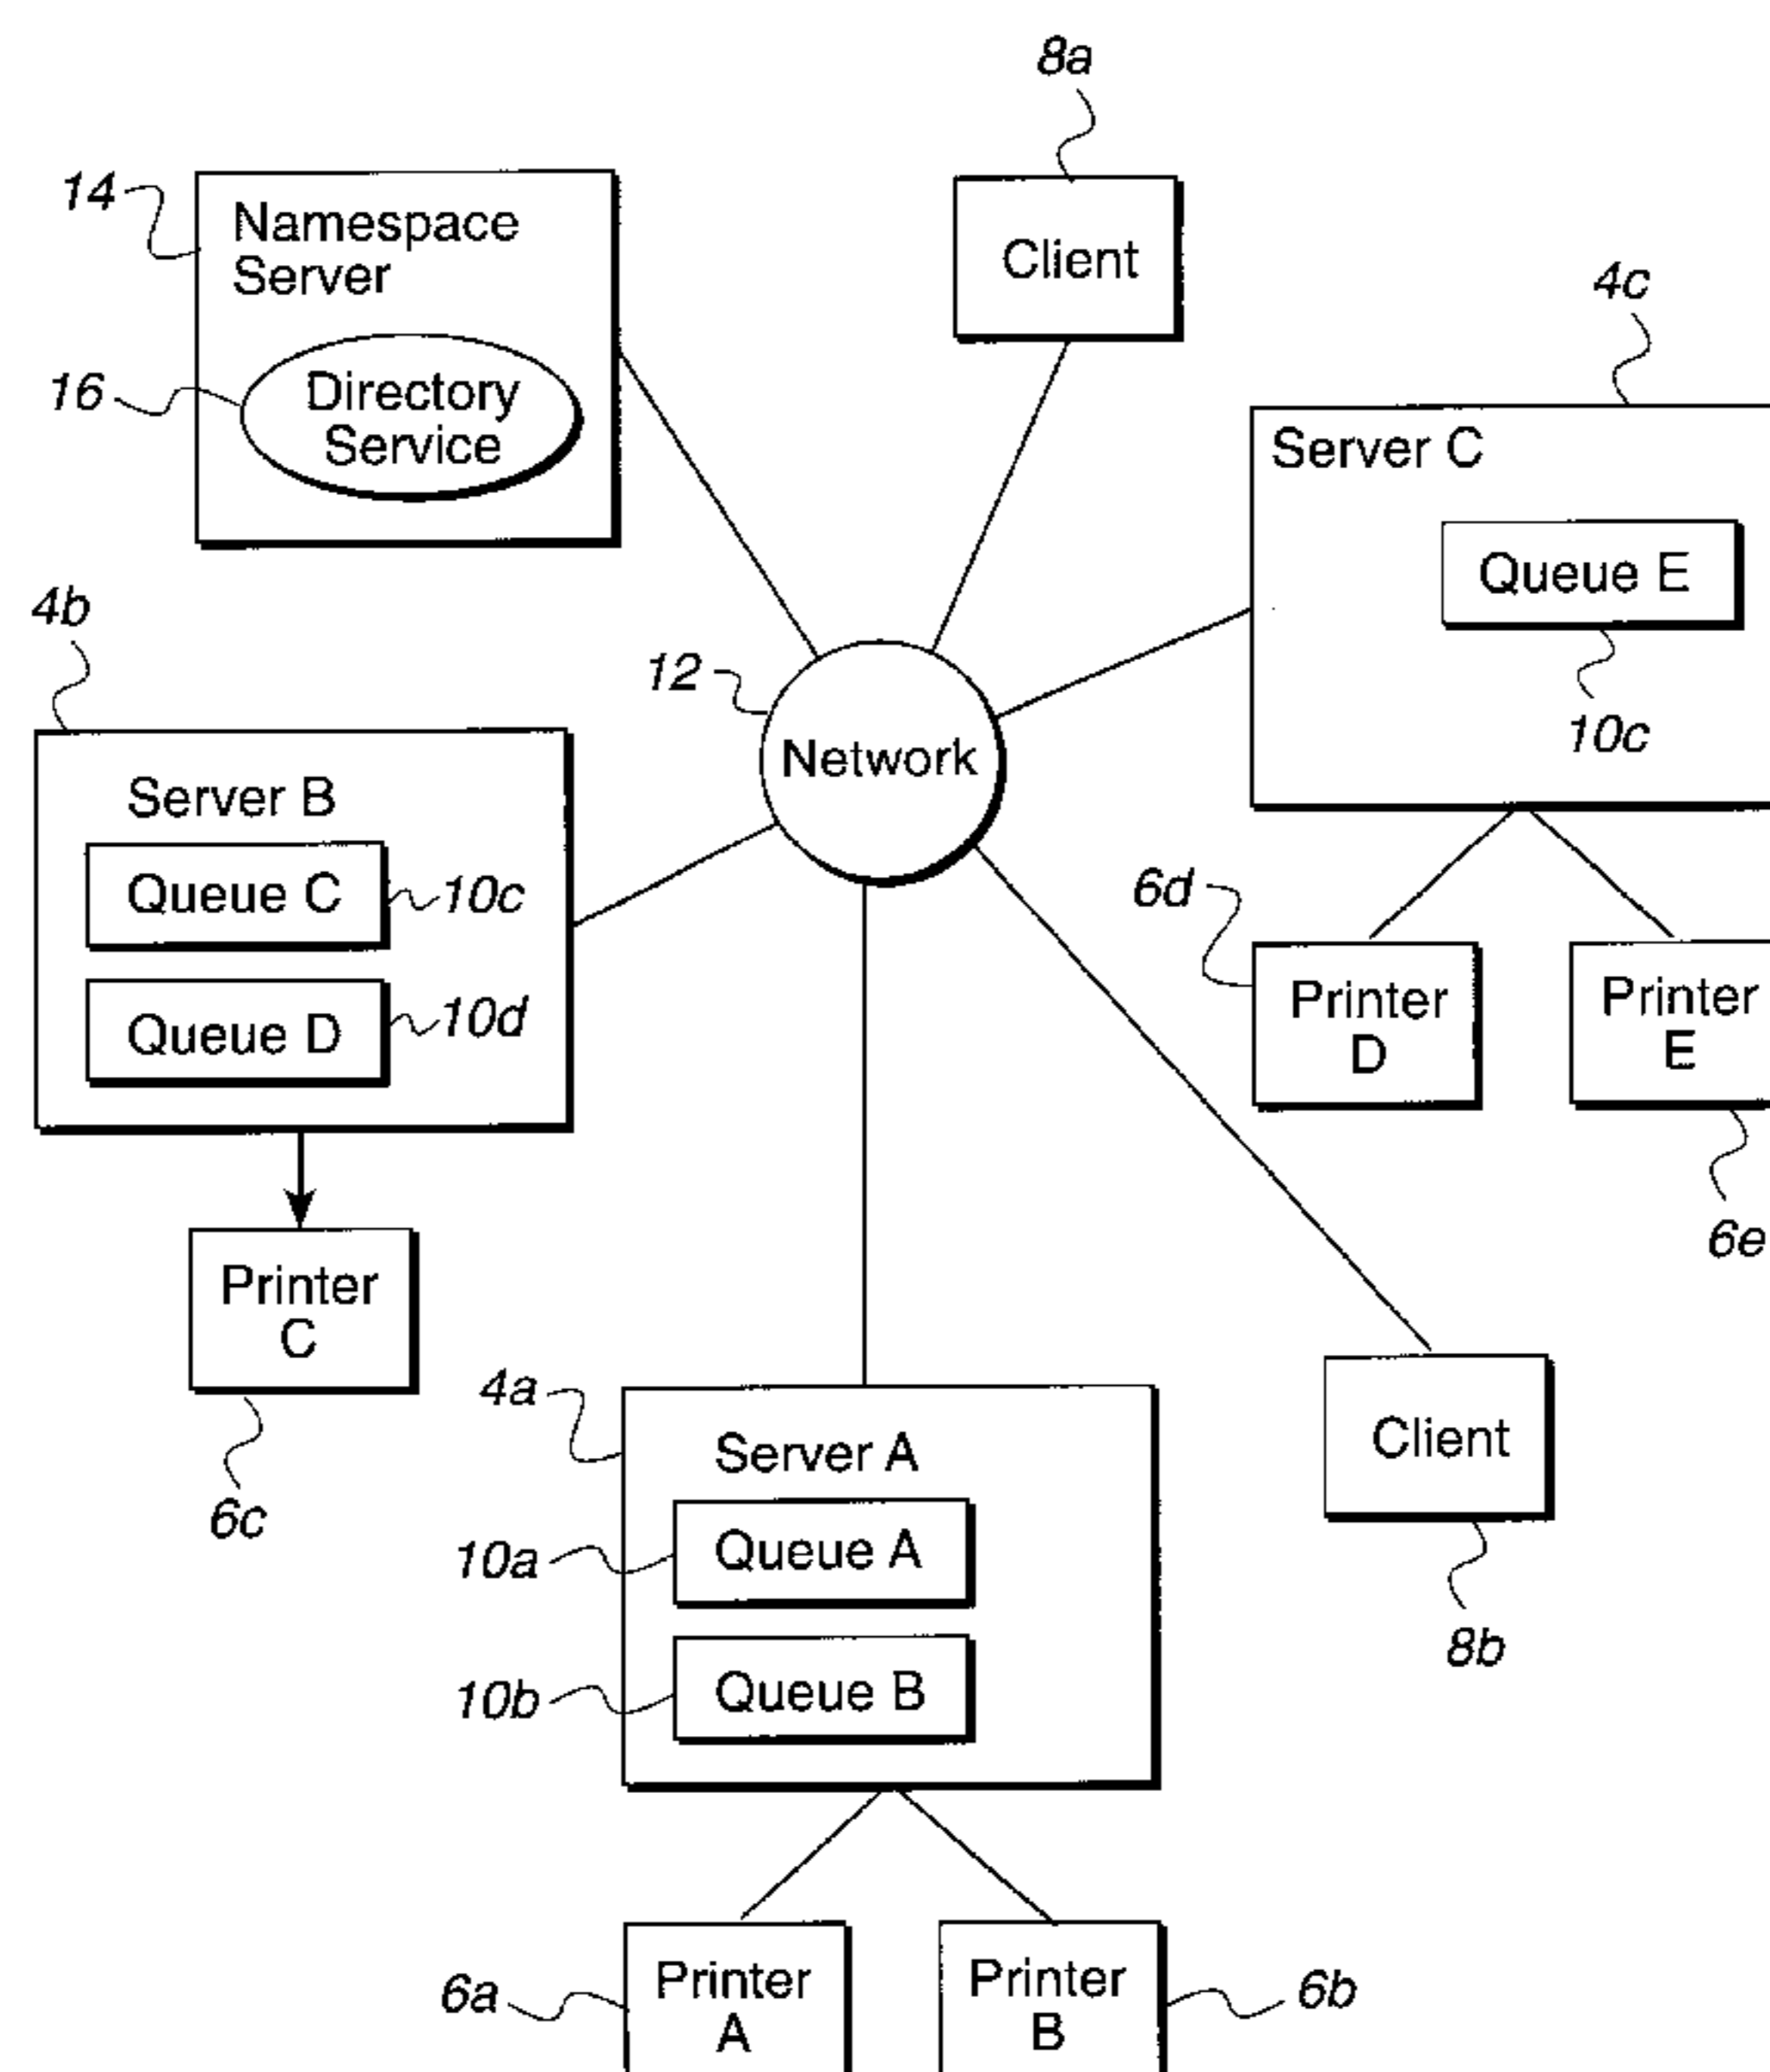 8a
14
Namespace
Server
Client
4c
16
Directory
Service
Server C
Queue E
4b
12
10c
Network
Server B
Queue C
10c
6d
Queue D
10d
Printer
D
Printer
E
6e
Printer
C
4a
Server A
Client
6c
10a
Queue A
8b
10b
Queue B
6a
Printer
A
Printer
B
6b